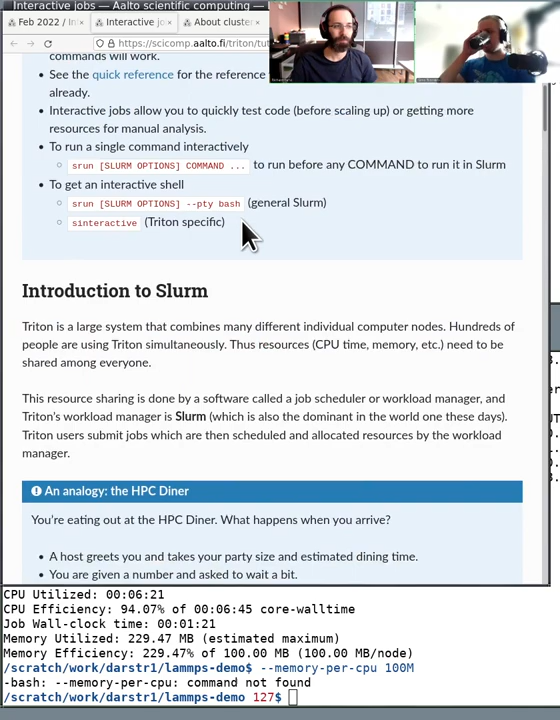 Interactive jobs — Aalto scientific computing —
Feb 2022 / In
Interactive jo
About cluster
https://scicomp.aalto.fi/triton/tut
commands will work.
See the quick reference for the reference
already.
Interactive jobs allow you to quickly test code (before scaling up) or getting more
resources for manual analysis.
To run a single command interactively
srun [SLURM OPTIONS] COMMAND ... to run before any COMMAND to run it in Slurm
To get an interactive shell
srun [SLURM OPTIONS] --pty bash (general Slurm)
sinteractive (Triton specific)
Introduction to Slurm
Triton is a large system that combines many different individual computer nodes. Hundreds of
people are using Triton simultaneously. Thus resources (CPU time, memory, etc.) need to be
shared among everyone.
This resource sharing is done by a software called a job scheduler or workload manager, and
Triton's workload manager is Slurm (which is also the dominant in the world one these days).
Triton users submit jobs which are then scheduled and allocated resources by the workload
manager.
An analogy: the HPC Diner
You're eating out at the HPC Diner. What happens when you arrive?
A host greets you and takes your party size and estimated dining time.
You are given a number and asked to wait a bit.
CPU Utilized: 00:06:21
CPU Efficiency: 94.07% of 00:06:45 core-walltime
Job Wall-clock time: 00:01:21
Memory Utilized: 229.47 MB (estimated maximum)
Memory Efficiency: 229.47% of 100.00 MB (100.00 MB/node)
/scratch/work/darstr1/lammps-demo$ --memory-per-cpu 100M
-bash: --memory-per-cpu: command not found
/scratch/work/darstr1/lammps-demo 127$